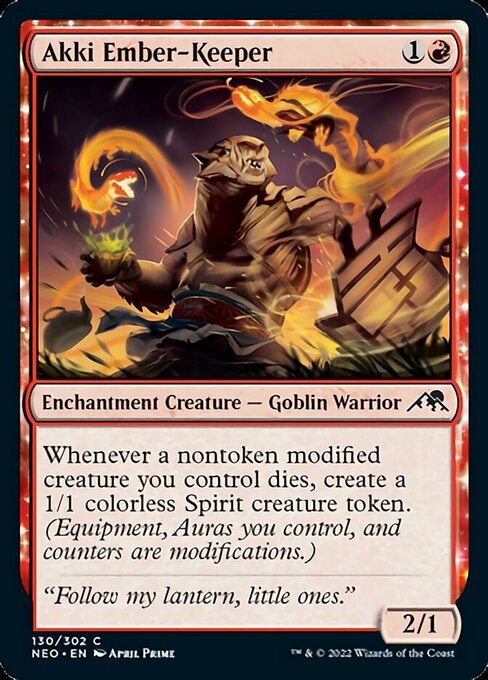 Akki Ember-Keeper 1
Enchantment Creature — Goblin Warrior
Whenever a nontoken modified
creature you control dies, create a
1/1 colorless Spirit creature token.
(Equipment, Auras you control, and
counters are modifications.)
“Follow my lantern, little ones.”
2/1
130/302 C
NEO • EN April Prime
™ & © 2022 Wizards of the Coast